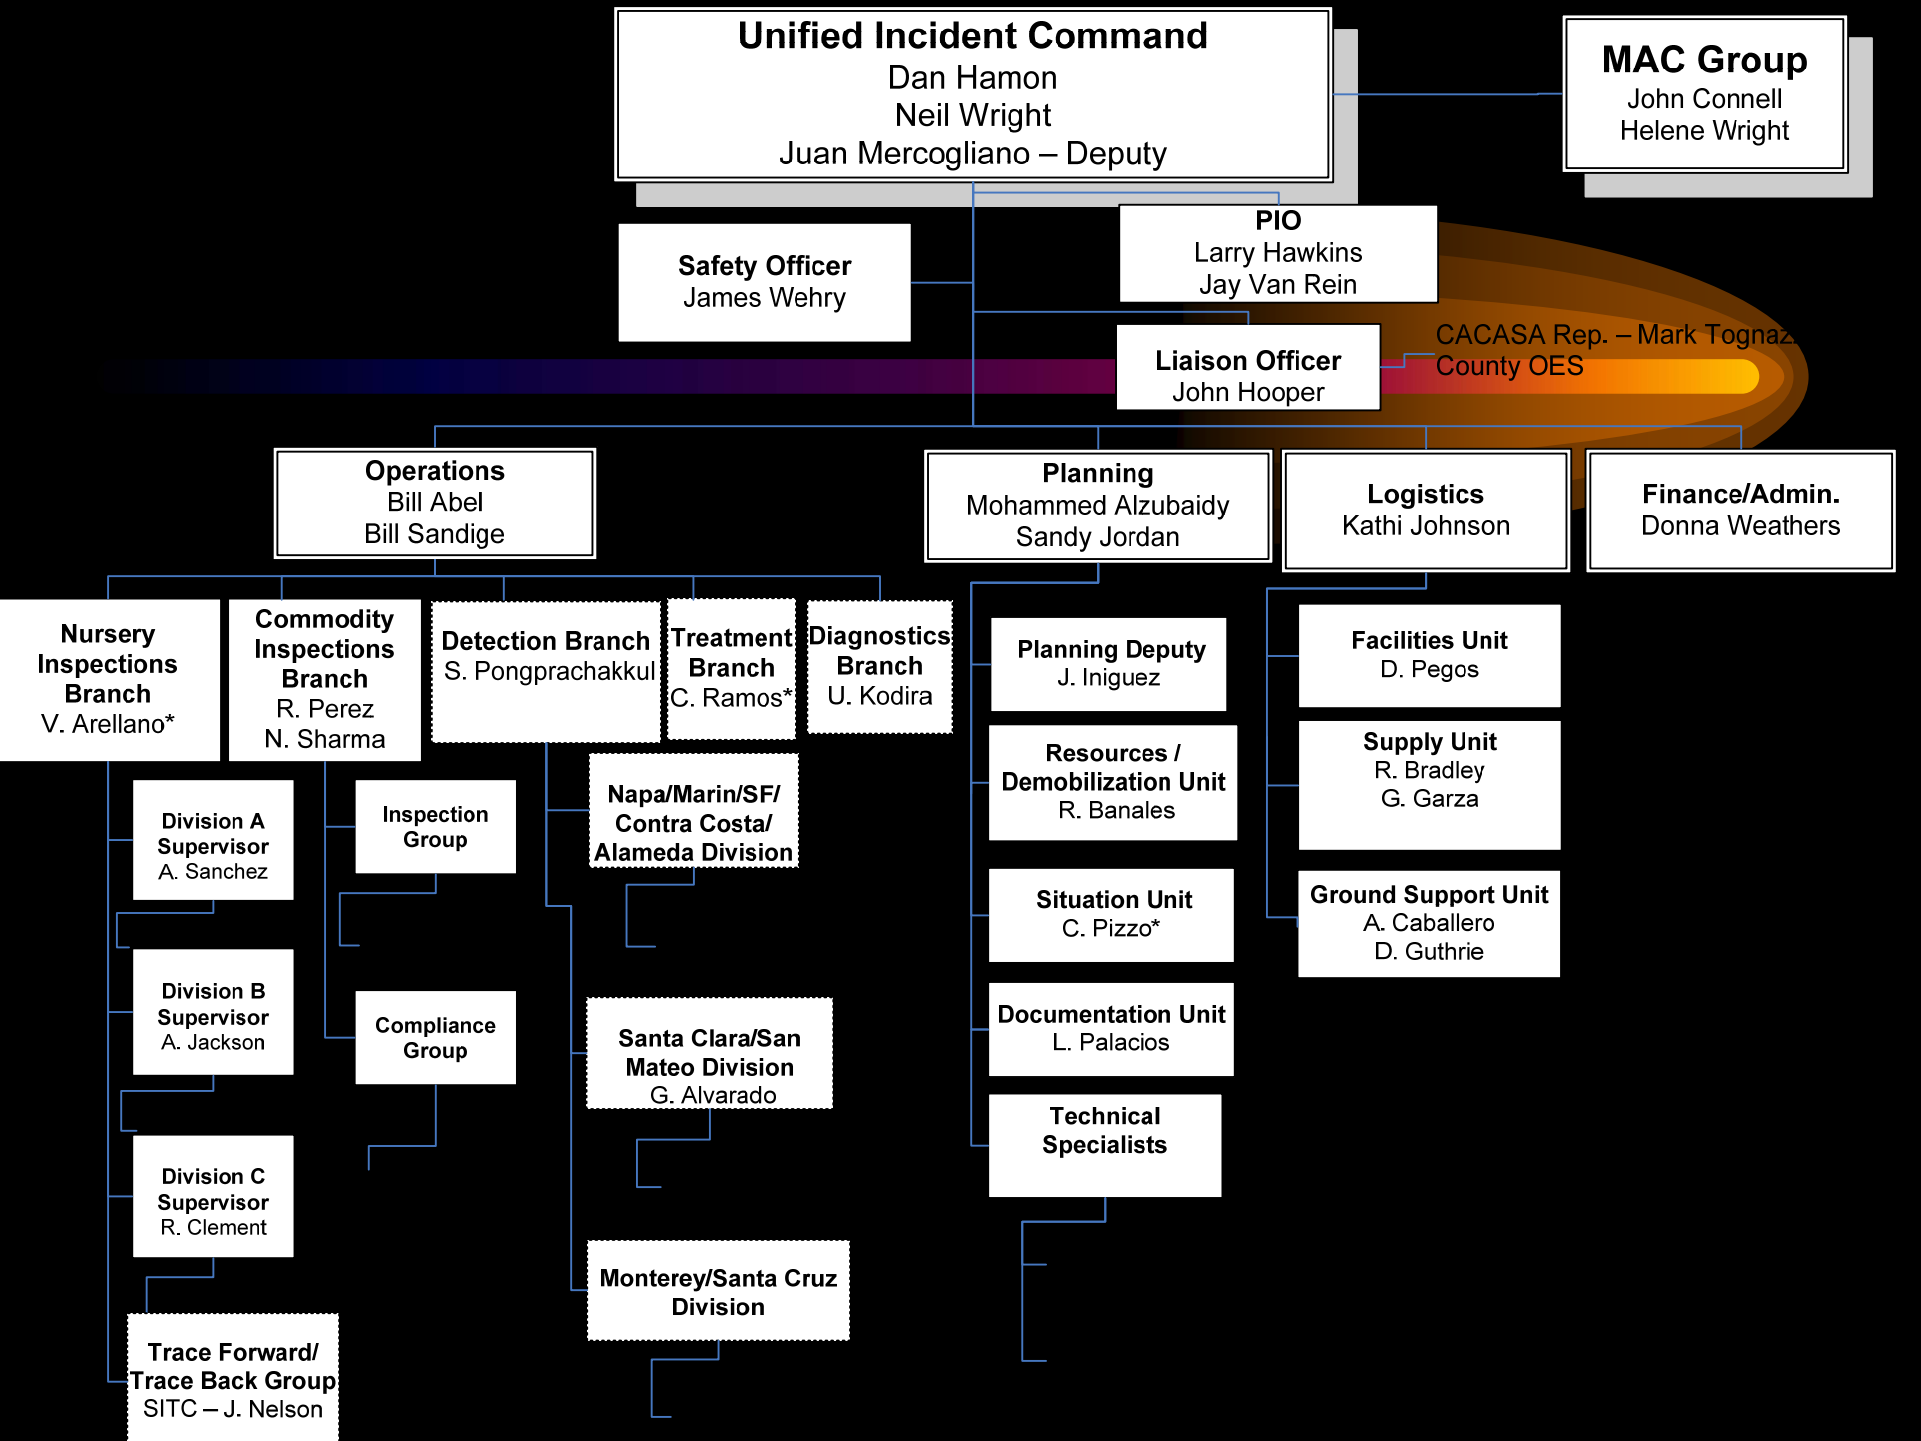 Unified Incident Command
Dan Hamon
Neil Wright
Juan Mercogliano – Deputy
MAC Group
John Connell
Helene Wright
PIO
Larry Hawkins
Jay Van Rein
Safety Officer
James Wehry
Liaison Officer
John Hooper
CACASA Rep. – Mark
County OES
Operations
Bill Abel
Bill Sandige
Planning
Mohammed Alzubaidy
Sandy Jordan
Logistics
Kathi Johnson
Finance/Admin.
Donna Weathers
Nursery
Inspections
Branch
V. Arellano*
Commodity
Inspections
Branch
R. Perez
N. Sharma
Detection Branch
S. Pongprachakkul
Treatment
Branch
C. Ramos*
Diagnostics
Branch
U. Kodira
Division A
Supervisor
A. Sanchez
Division B
Supervisor
A. Jackson
Division C
Supervisor
R. Clement
Trace Forward/
Trace Back Group
SITC – J. Nelson
Inspection
Group
Compliance
Group
Napa/Marin/SF/
Contra Costa/
Alameda Division
Santa Clara/San
Mateo Division
G. Alvarado
Monterey/Santa Cruz
Division
Planning Deputy
J. Iniguez
Resources /
Demobilization Unit
R. Banales
Situation Unit
C. Pizzo*
Documentation Unit
L. Palacios
Technical
Specialists
Facilities Unit
D. Pegos
Supply Unit
R. Bradley
G. Garza
Ground Support Unit
A. Caballero
D. Guthrie